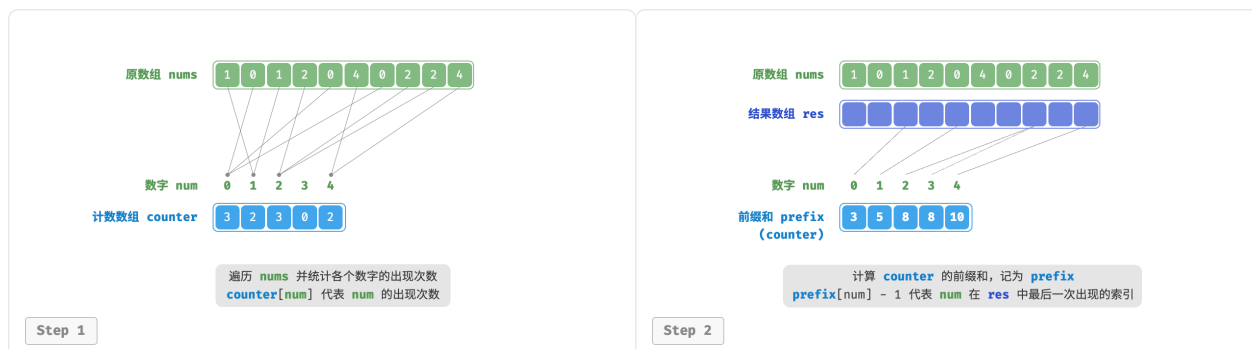 原数组 nums 1 0 1 2 0 4 0 2 2 4
数字 num 0 1 2 3 4
计数数组 counter 3 2 3 0 2
遍历 nums 并统计各个数字的出现次数
counter[num] 代表 num 的出现次数
Step 1
原数组 nums 1 0 1 2 0 4 0 2 2 4
结果数组 res
数字 num 0 1 2 3 4
前缀和 prefix 3 5 8 8 10
(counter)
计算 counter 的前缀和，记为 prefix
prefix[num] - 1 代表 num 在 res 中最后一次出现的索引
Step 2